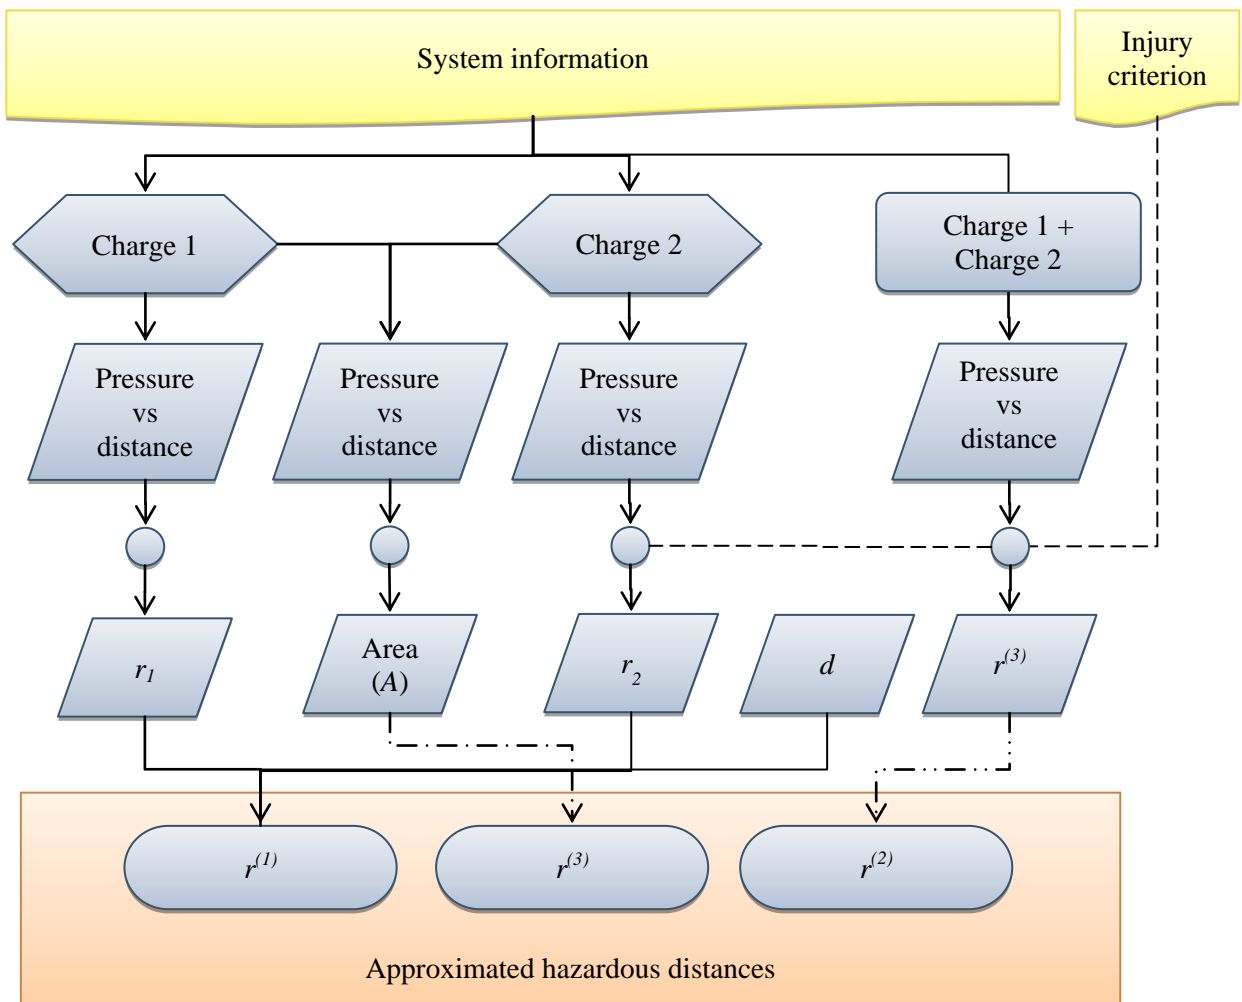 System information
Injury
criterion
Charge 1
Charge 2
Charge 1 +
Charge 2
Pressure
vs
distance
Pressure
vs
distance
Pressure
vs
distance
Pressure
vs
distance
r₁
Area
(A)
r₂
d
r⁽³⁾
r⁽¹⁾
r⁽³⁾
r⁽²⁾
Approximated hazardous distances